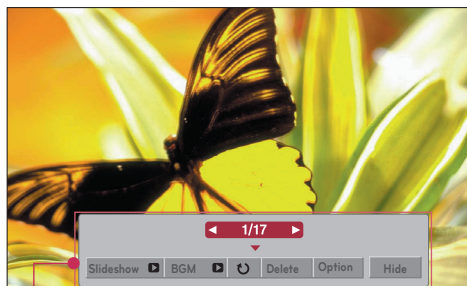 ◀ 1/17 ▶
Slideshow ▶ BGM ▶ ↻ Delete Option Hide